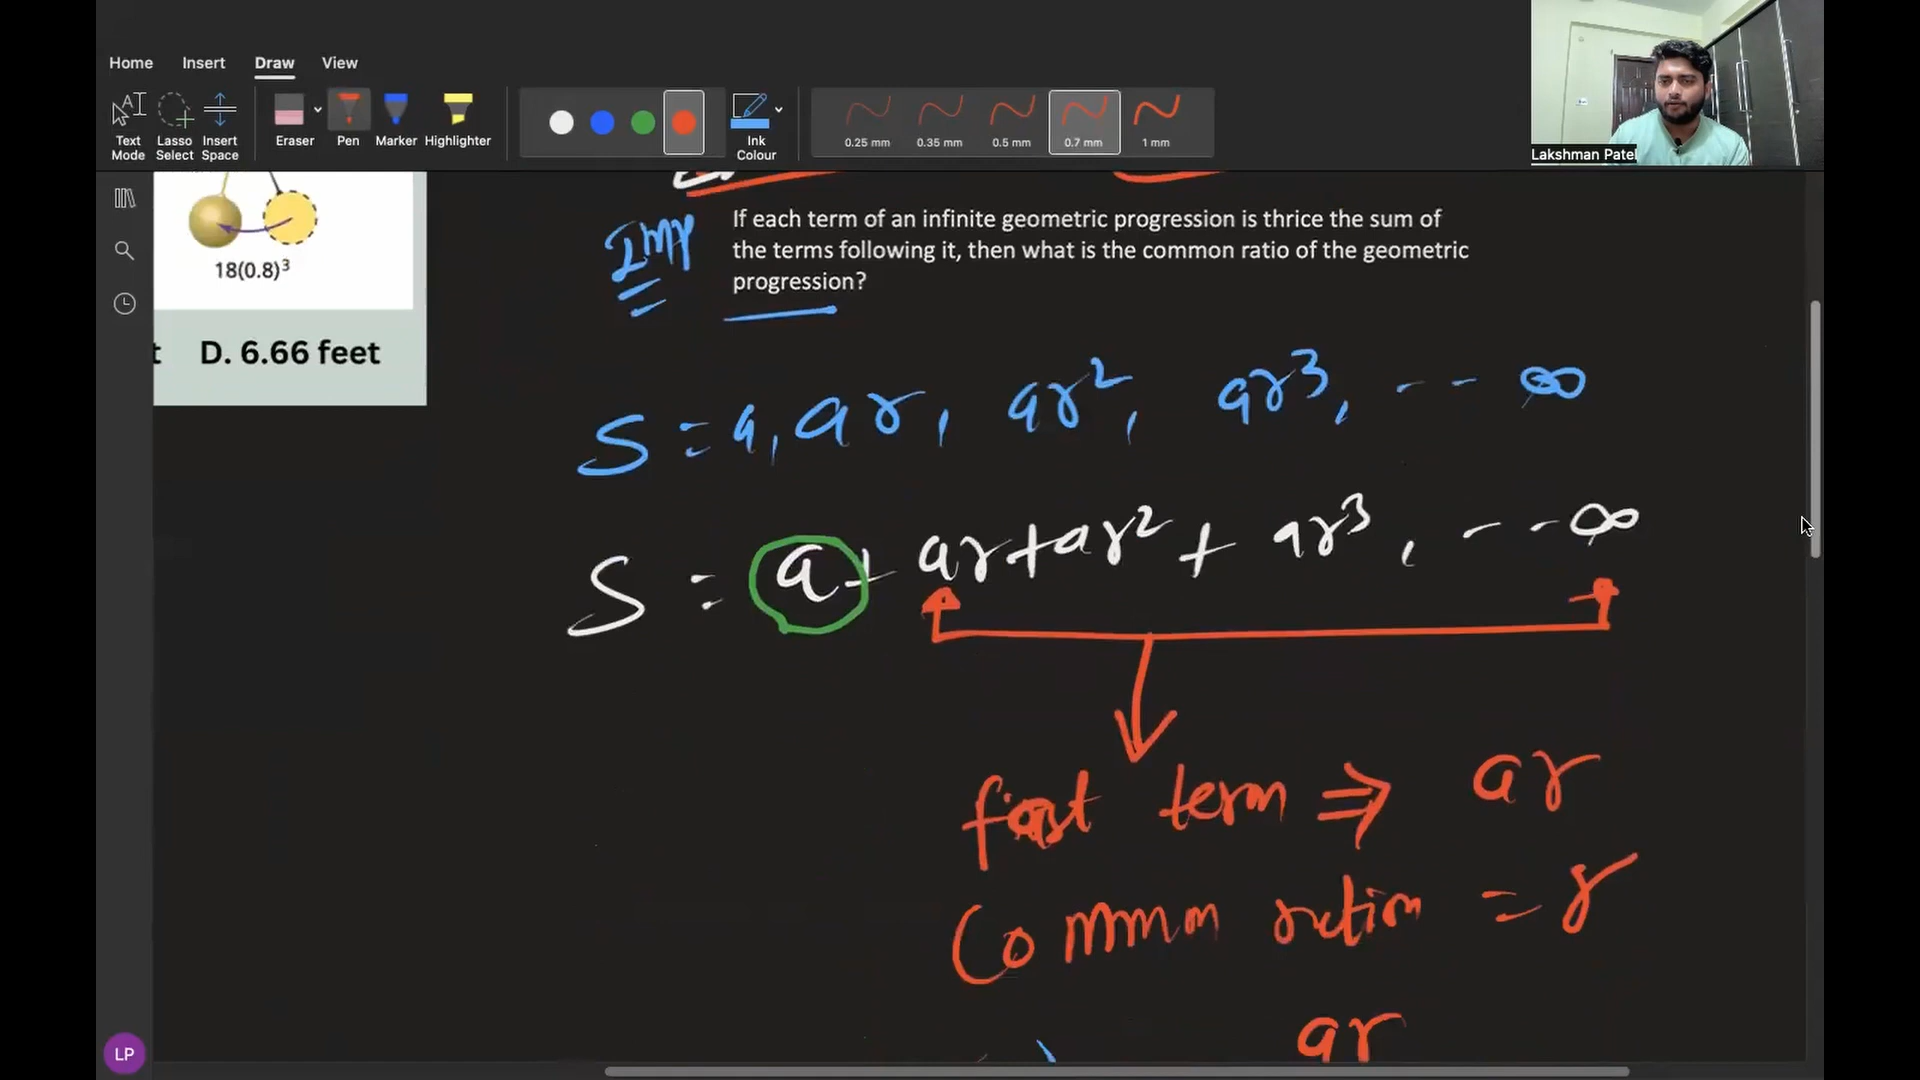 Home Insert Draw View
Text Mode Lasso Select Insert Space Eraser Pen Marker Highlighter Ink Colour 0.25 mm 0.35 mm 0.5 mm 0.7 mm 1 mm
Lakshman Patel
18(0.8)³
t D. 6.66 feet
Imp
If each term of an infinite geometric progression is thrice the sum of
the terms following it, then what is the common ratio of the geometric
progression?
S = a, ar, ar², ar³, -- ∞
S = a + ar + ar² + ar³, -- ∞
first term ⇒ ar
Common ration = r
ar
LP